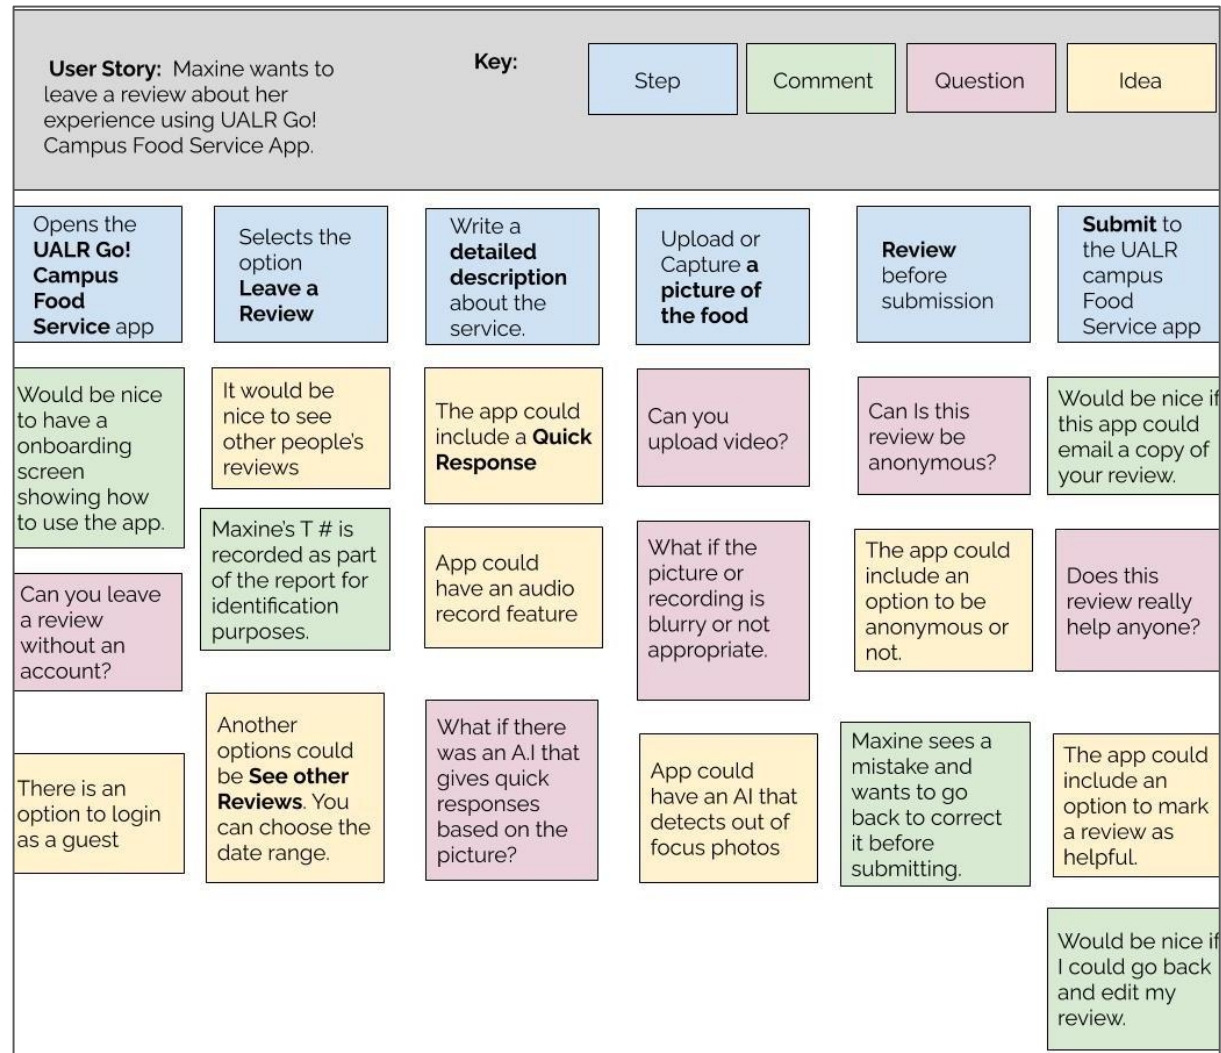 User Story: Maxine wants to
leave a review about her
experience using UALR Go!
Campus Food Service App.
Key:
Step
Comment
Question
Idea
Opens the
UALR Go!
Campus
Food
Service app
Selects the
option
Leave a
Review
Write a
detailed
description
about the
service.
Upload or
Capture a
picture of
the food
Review
before
submission
Submit to
the UALR
campus
Food
Service app
Would be nice
to have a
onboarding
screen
showing how
to use the app.
It would be
nice to see
other people's
reviews
The app could
include a Quick
Response
Can you
upload video?
Can Is this
review be
anonymous?
Would be nice if
this app could
email a copy of
your review.
Can you leave
a review
without an
account?
Maxine's T # is
recorded as part
of the report for
identification
purposes.
App could
have an audio
record feature
What if the
picture or
recording is
blurry or not
appropriate.
The app could
include an
option to be
anonymous or
not.
Does this
review really
help anyone?
There is an
option to login
as a guest
Another
options could
be See other
Reviews. You
can choose the
date range.
What if there
was an A.I that
gives quick
responses
based on the
picture?
App could
have an AI that
detects out of
focus photos
Maxine sees a
mistake and
wants to go
back to correct
it before
submitting.
The app could
include an
option to mark
a review as
helpful.
Would be nice if
I could go back
and edit my
review.